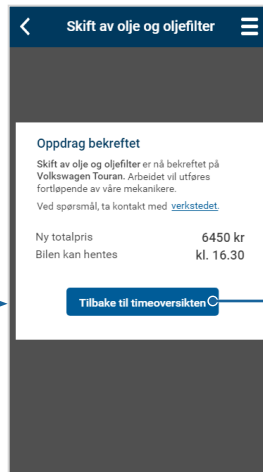 Skift av olje og oljefilter
Oppdrag bekreftet
Skift av olje og oljefilter er nå bekreftet på
Volkswagen Touran. Arbeidet vil utføres
fortløpende av våre mekanikere.
Ved spørsmål, ta kontakt med verkstedet.
Ny totalpris 6450 kr
Bilen kan hentes kl. 16.30
Tilbake til timeoversikten